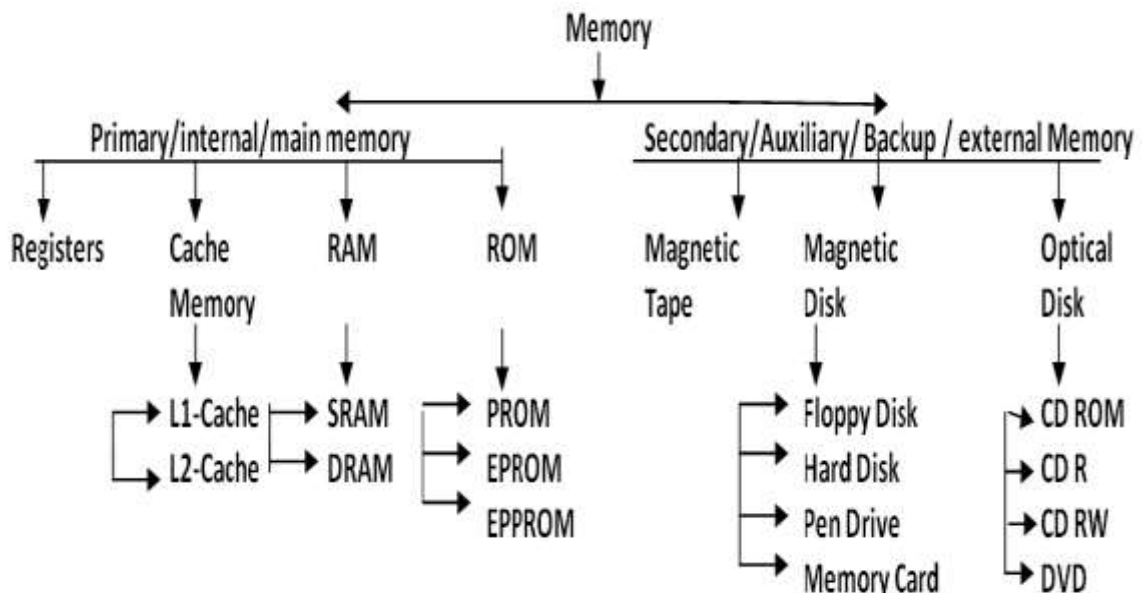 Memory
Primary/internal/main memory
Secondary/Auxiliary/ Backup / external Memory
Registers
Cache
Memory
RAM
ROM
Magnetic
Tape
Magnetic
Disk
Optical
Disk
L1-Cache
L2-Cache
SRAM
DRAM
PROM
EPROM
EPPROM
Floppy Disk
Hard Disk
Pen Drive
Memory Card
CD ROM
CD R
CD RW
DVD